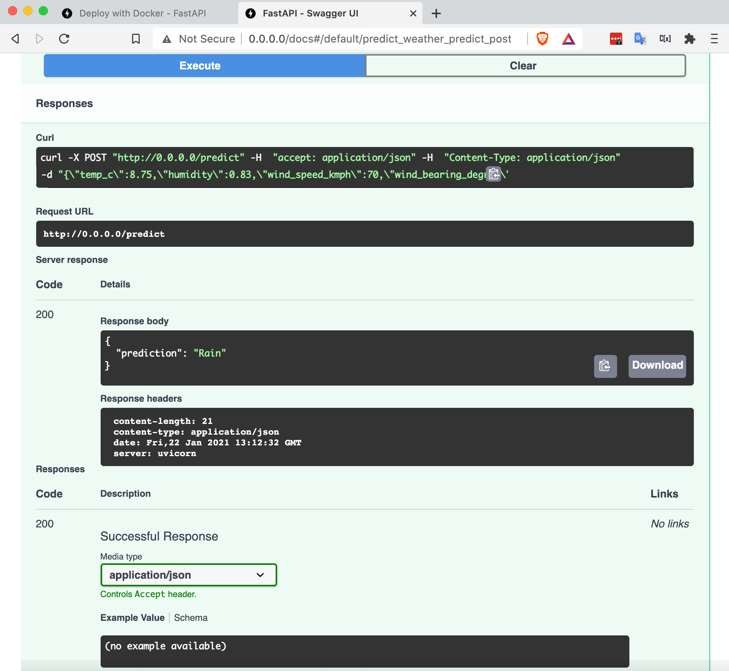 Deploy with Docker - FastAPI
FastAPI - Swagger UI
Not Secure
0.0.0.0/docs#/default/predict_weather_predict_post
Execute
Clear
Responses
Curl
curl -X POST "http://0.0.0.0/predict" -H "accept: application/json" -H "Content-Type: application/json"
-d "{\"temp_c\":8.75,\"humidity\":0.83,\"wind_speed_kmph\":70,\"wind_bearing_deg
Request URL
http://0.0.0.0/predict
Server response
Code Details
200
Response body
{
"prediction": "Rain"
}
Download
Response headers
content-length: 21
content-type: application/json
date: Fri,22 Jan 2021 13:12:32 GMT
server: uvicorn
Responses
Code Description Links
200 No links
Successful Response
Media type
application/json
Controls Accept header.
Example Value Schema
(no example available)